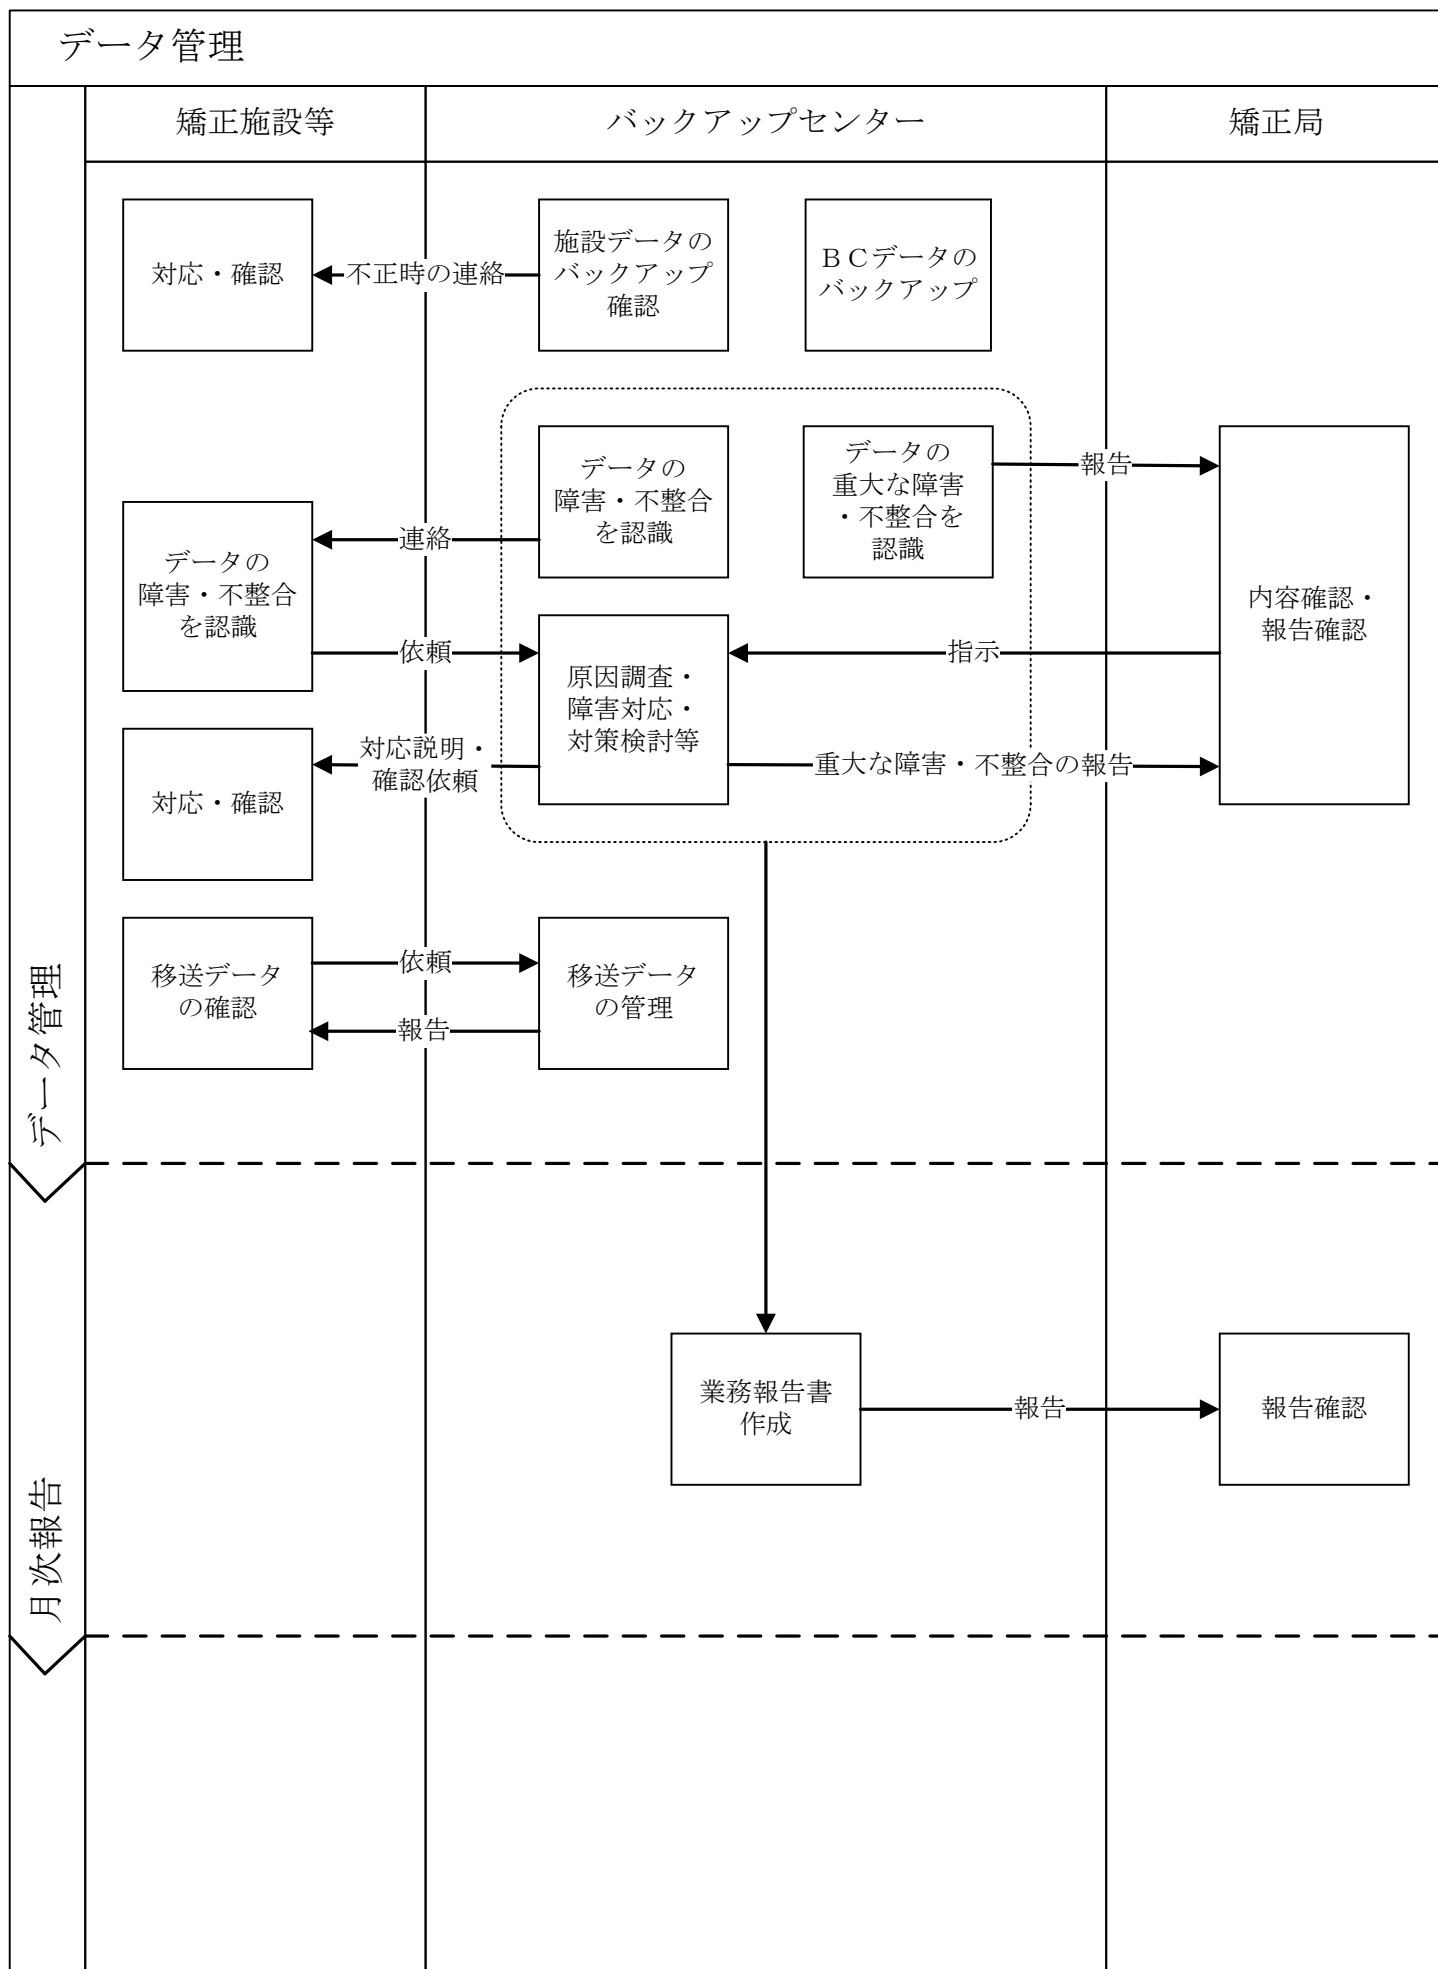 データ管理
矯正施設等
バックアップセンター
矯正局
対応・確認
不正時の連絡
施設データの
バックアップ
確認
ＢＣデータの
バックアップ
データの
障害・不整合
を認識
データの
重大な障害
・不整合を
認識
報告
連絡
データの
障害・不整合
を認識
内容確認・
報告確認
依頼
原因調査・
障害対応・
対策検討等
指示
対応説明・
確認依頼
重大な障害・不整合の報告
対応・確認
移送データ
の確認
依頼
報告
移送データ
の管理
データ管理
業務報告書
作成
報告
報告確認
月次報告